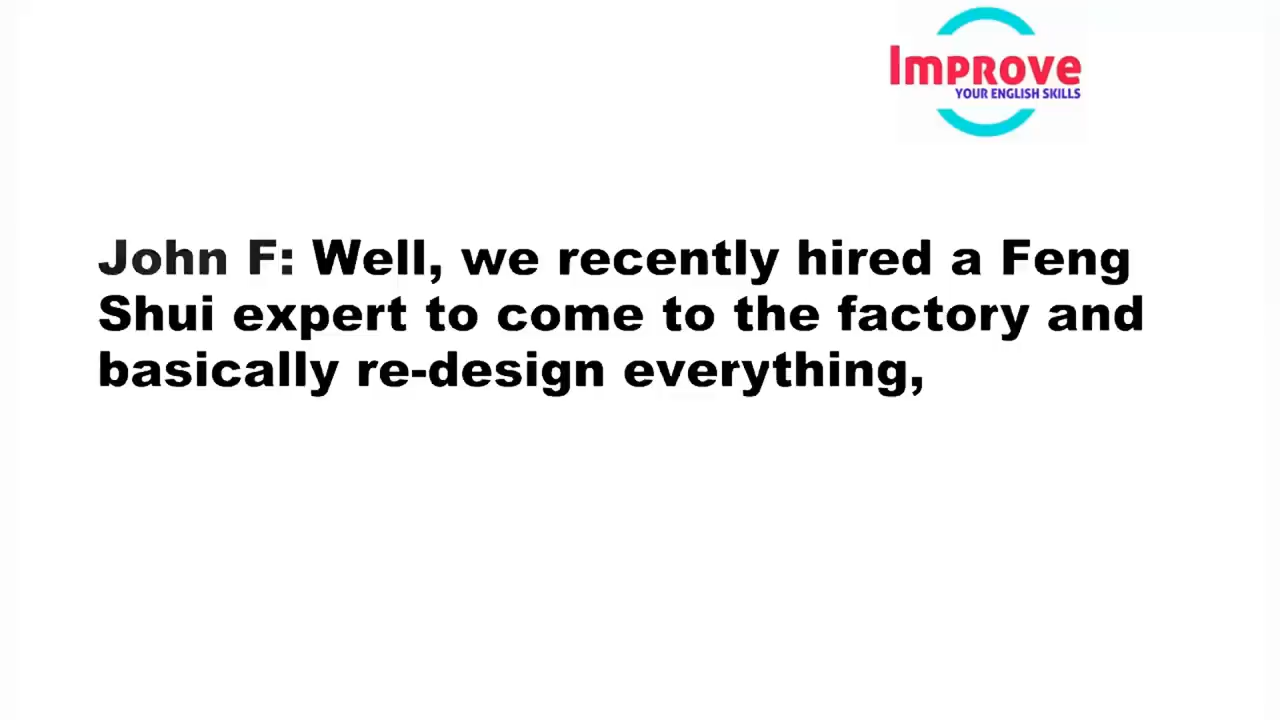 Improve
YOUR ENGLISH SKILLS
John F: Well, we recently hired a Feng
Shui expert to come to the factory and
basically re-design everything,